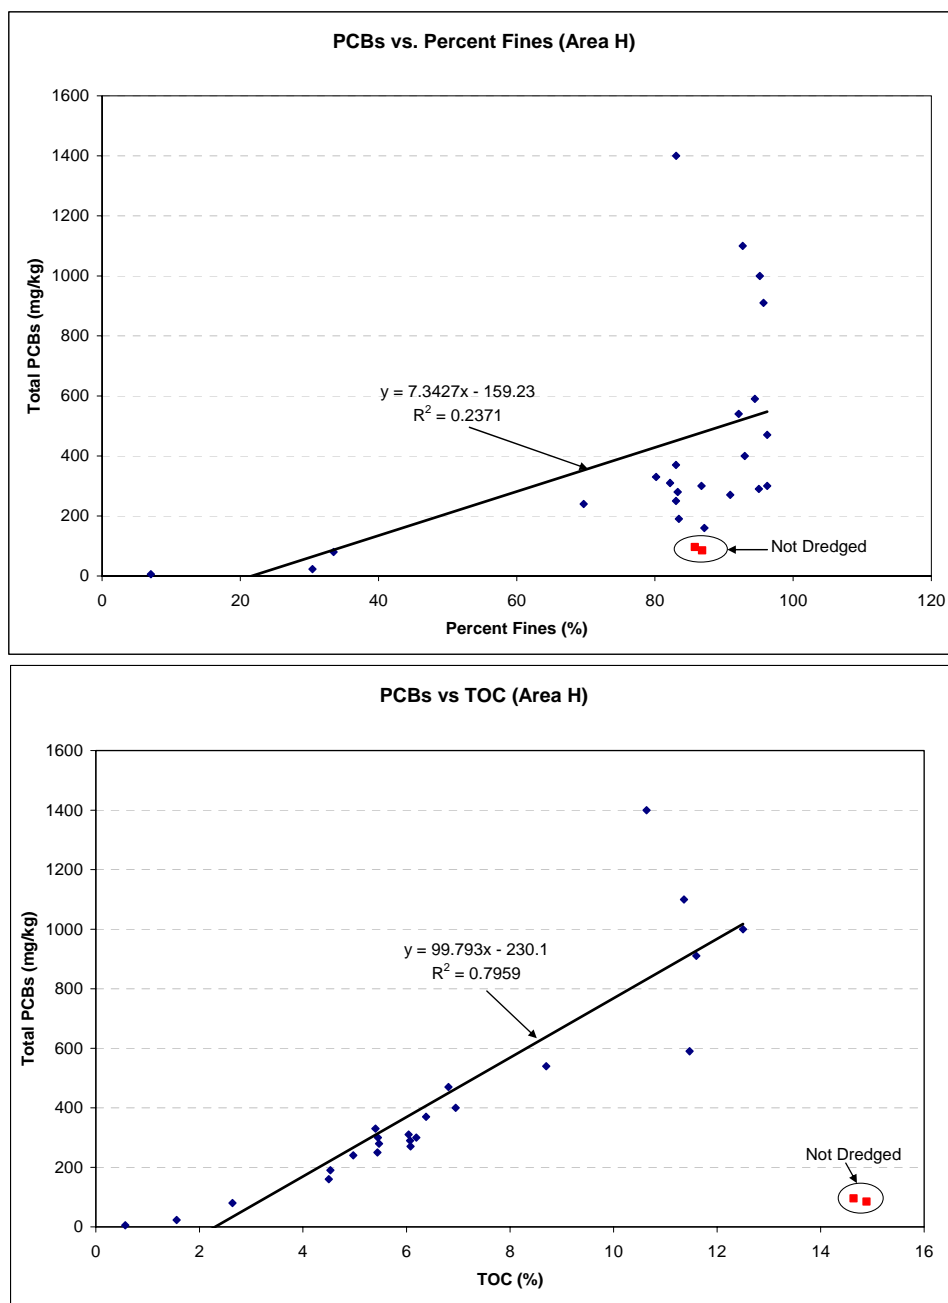 PCBs vs. Percent Fines (Area H)
1600
1400
1200
1000
800
600
400
200
0
Total PCBs (mg/kg)
y = 7.3427x - 159.23
R² = 0.2371
Not Dredged
0 20 40 60 80 100 120
Percent Fines (%)
PCBs vs TOC (Area H)
1600
1400
1200
1000
800
600
400
200
0
Total PCBs (mg/kg)
y = 99.793x - 230.1
R² = 0.7959
Not Dredged
0 2 4 6 8 10 12 14 16
TOC (%)